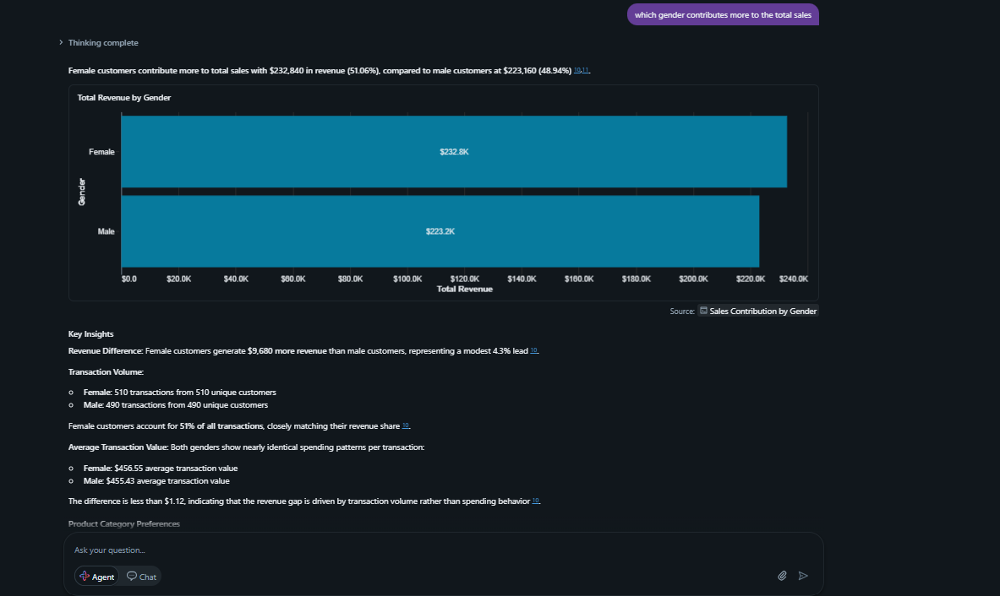 which gender contributes more to the total sales
Thinking complete
Female customers contribute more to total sales with $232,840 in revenue (51.06%), compared to male customers at $223,160 (48.94%) 10,11.
Total Revenue by Gender
Female
$232.8K
Gender
Male
$223.2K
$0.0 $20.0K $40.0K $60.0K $80.0K $100.0K $120.0K $140.0K $160.0K $180.0K $200.0K $220.0K $240.0K
Total Revenue
Source: Sales Contribution by Gender
Key Insights
Revenue Difference: Female customers generate $9,680 more revenue than male customers, representing a modest 4.3% lead 10.
Transaction Volume:
Female: 510 transactions from 510 unique customers
Male: 490 transactions from 490 unique customers
Female customers account for 51% of all transactions, closely matching their revenue share 10.
Average Transaction Value: Both genders show nearly identical spending patterns per transaction:
Female: $456.55 average transaction value
Male: $455.43 average transaction value
The difference is less than $1.12, indicating that the revenue gap is driven by transaction volume rather than spending behavior 10.
Product Category Preferences
Ask your question...
Agent Chat